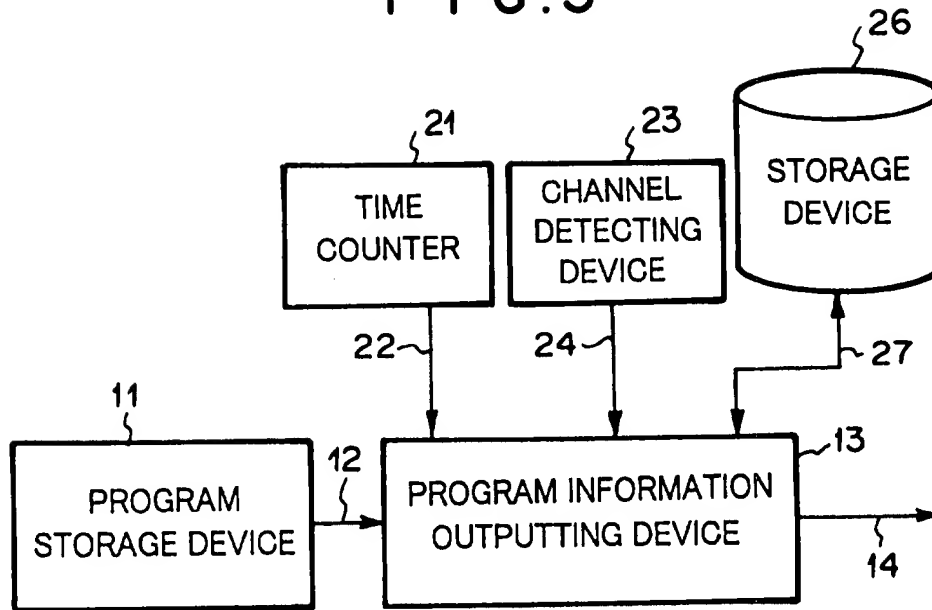 FIG.
26
21
23
STORAGE
DEVICE
TIME
COUNTER
CHANNEL
DETECTING
DEVICE
22
24
27
11
12
13
PROGRAM
STORAGE DEVICE
PROGRAM INFORMATION
OUTPUTTING DEVICE
14